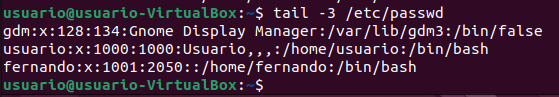 usuario@usuario-VirtualBox:~$ tail -3 /etc/passwd
gdm:x:128:134:Gnome Display Manager:/var/lib/gdm3:/bin/false
usuario:x:1000:1000:Usuario,,,:/home/usuario:/bin/bash
fernando:x:1001:2050::/home/fernando:/bin/bash
usuario@usuario-VirtualBox:~$